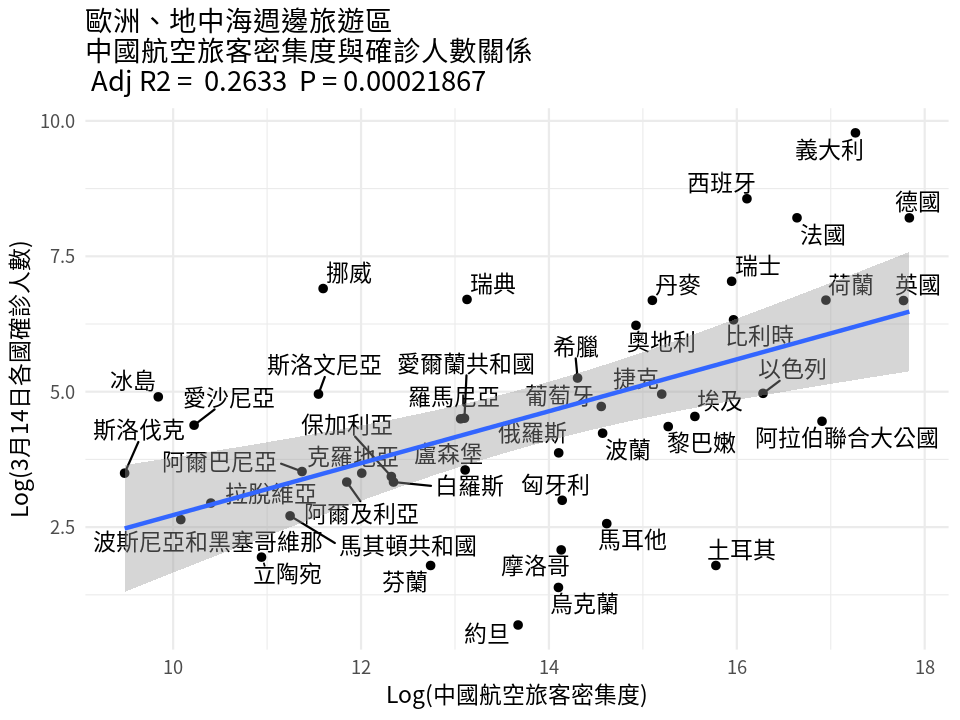 歐洲、地中海週邊旅遊區
中國航空旅客密集度與確診人數關係
Adj R2 = 0.2633 P = 0.00021867
10.0
義大利
西班牙
德國
法國
7.5
挪威
瑞典
丹麥
瑞士
荷蘭
英國
奧地利
比利時
希臘
斯洛文尼亞
愛爾蘭共和國
以色列
冰島
5.0
愛沙尼亞
羅馬尼亞
葡萄牙
捷克
埃及
斯洛伐克
保加利亞
俄羅斯
波蘭
黎巴嫩
阿拉伯聯合大公國
阿爾巴尼亞
克羅地亞
盧森堡
拉脫維亞
白羅斯
匈牙利
阿爾及利亞
2.5
波斯尼亞和黑塞哥維那
馬其頓共和國
馬耳他
土耳其
立陶宛
芬蘭
摩洛哥
烏克蘭
約旦
10 12 14 16 18
Log(中國航空旅客密集度)
Log(3月14日各國確診人數)